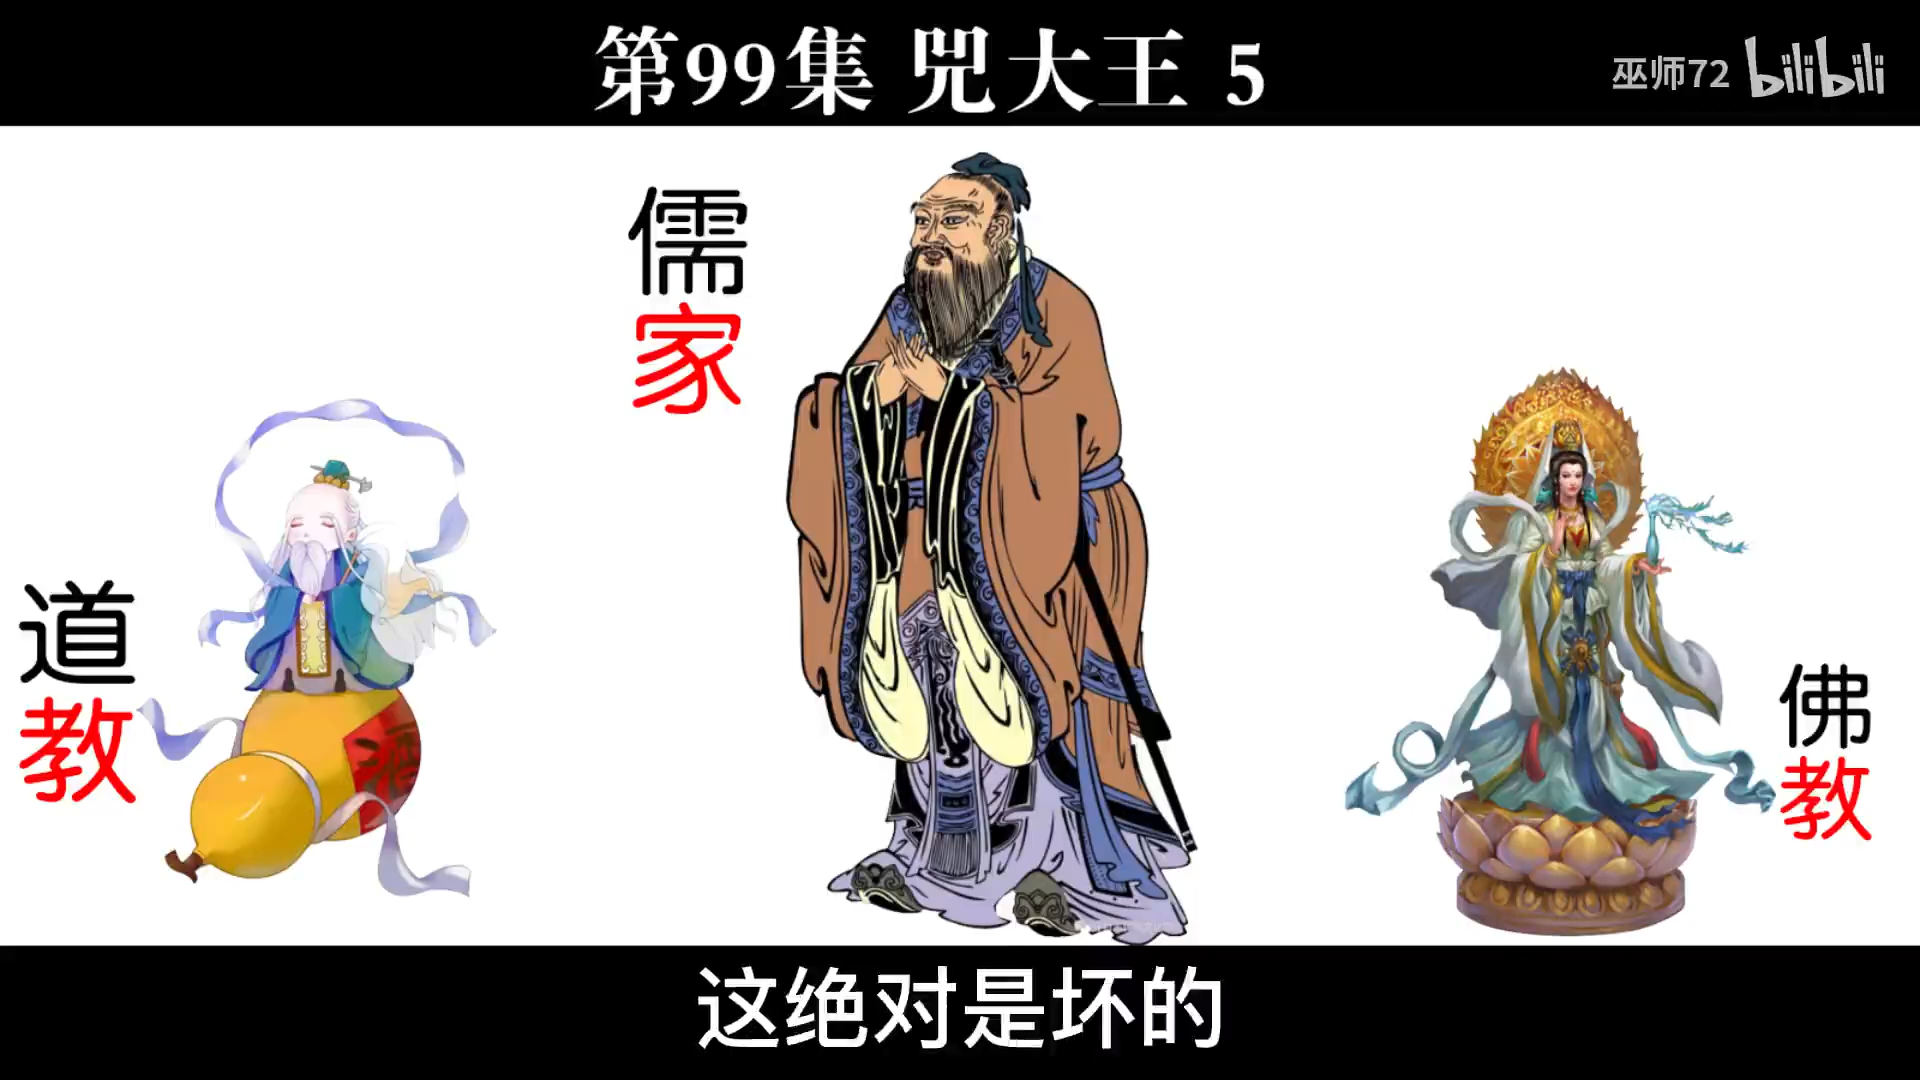 第99集 兕大王 5
巫师72 bilibili
儒家
道教
佛教
酒
这绝对是坏的